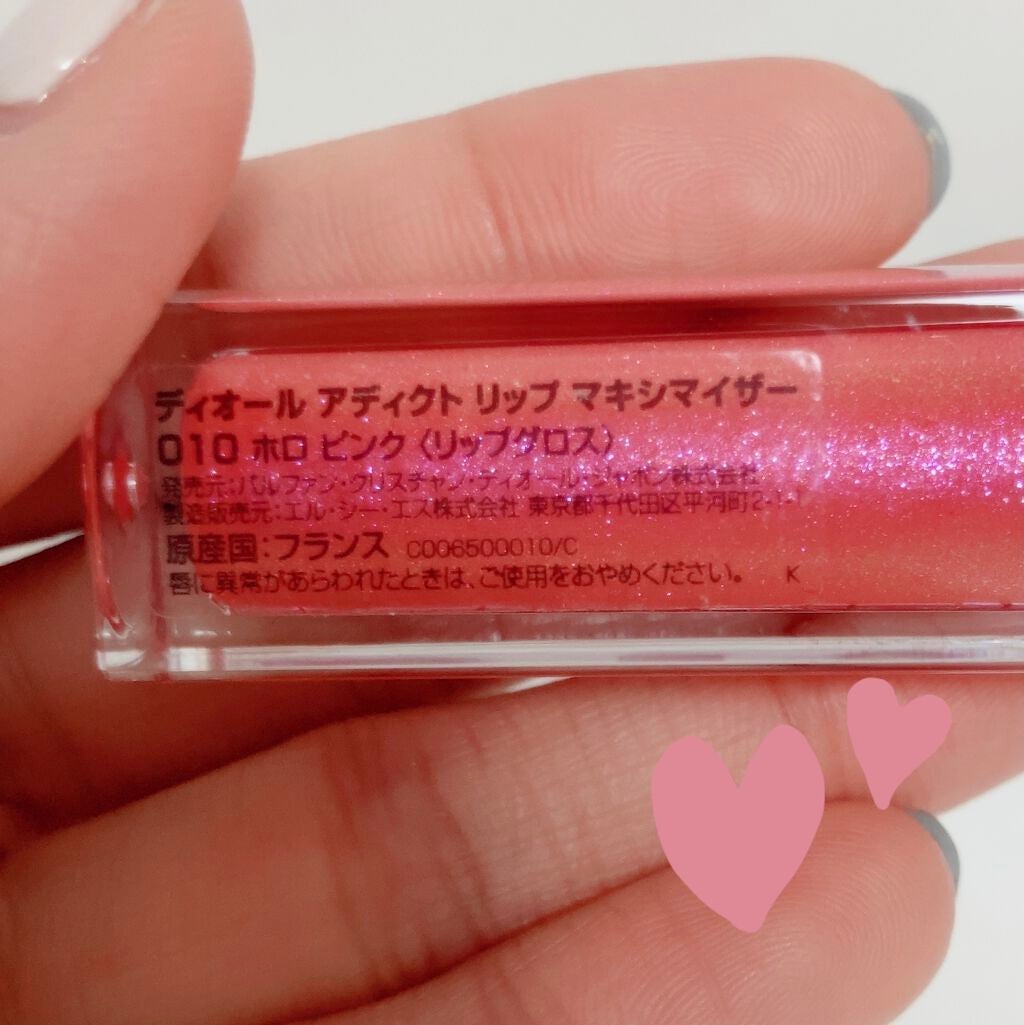 ディオール アディクト リップ マキシマイザー
010 ホロ ピンク〈リップグロス〉
発売元:パルファン・クリスチャン・ディオール・ジャポン株式会社
製造販売元:エル・シー・エス株式会社 東京都千代田区平河町2-1-1
原産国:フランス C006500010/C
唇に異常があらわれたときは、ご使用をおやめください。 K